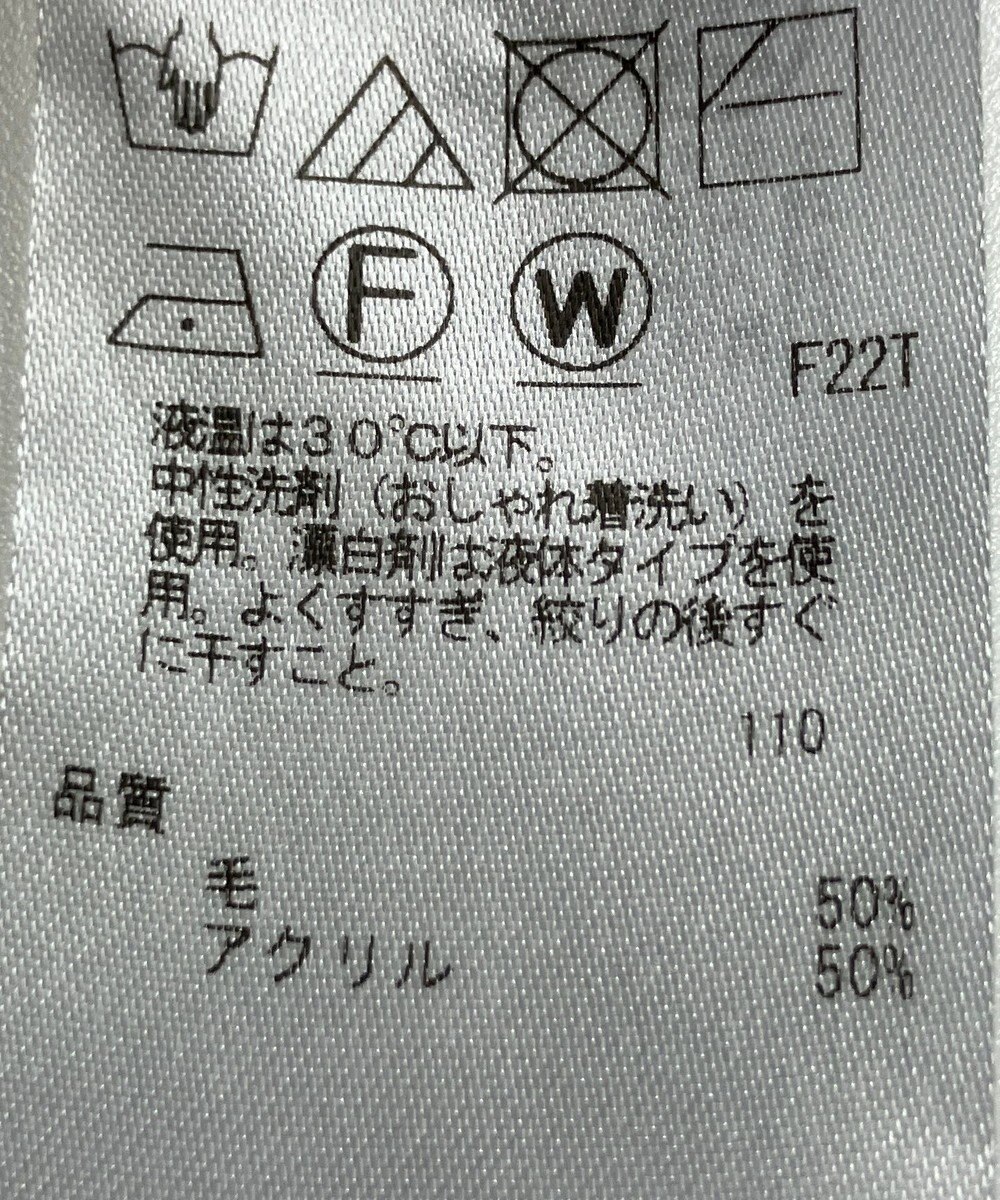 F
W
F22T
液温は30℃以下。
中性洗剤(おしゃれ着洗い)を
使用。漂白剤は液体タイプを使
用。よくすすぎ、絞りの後すぐ
に干すこと。
110
品質
毛 50%
アクリル 50%